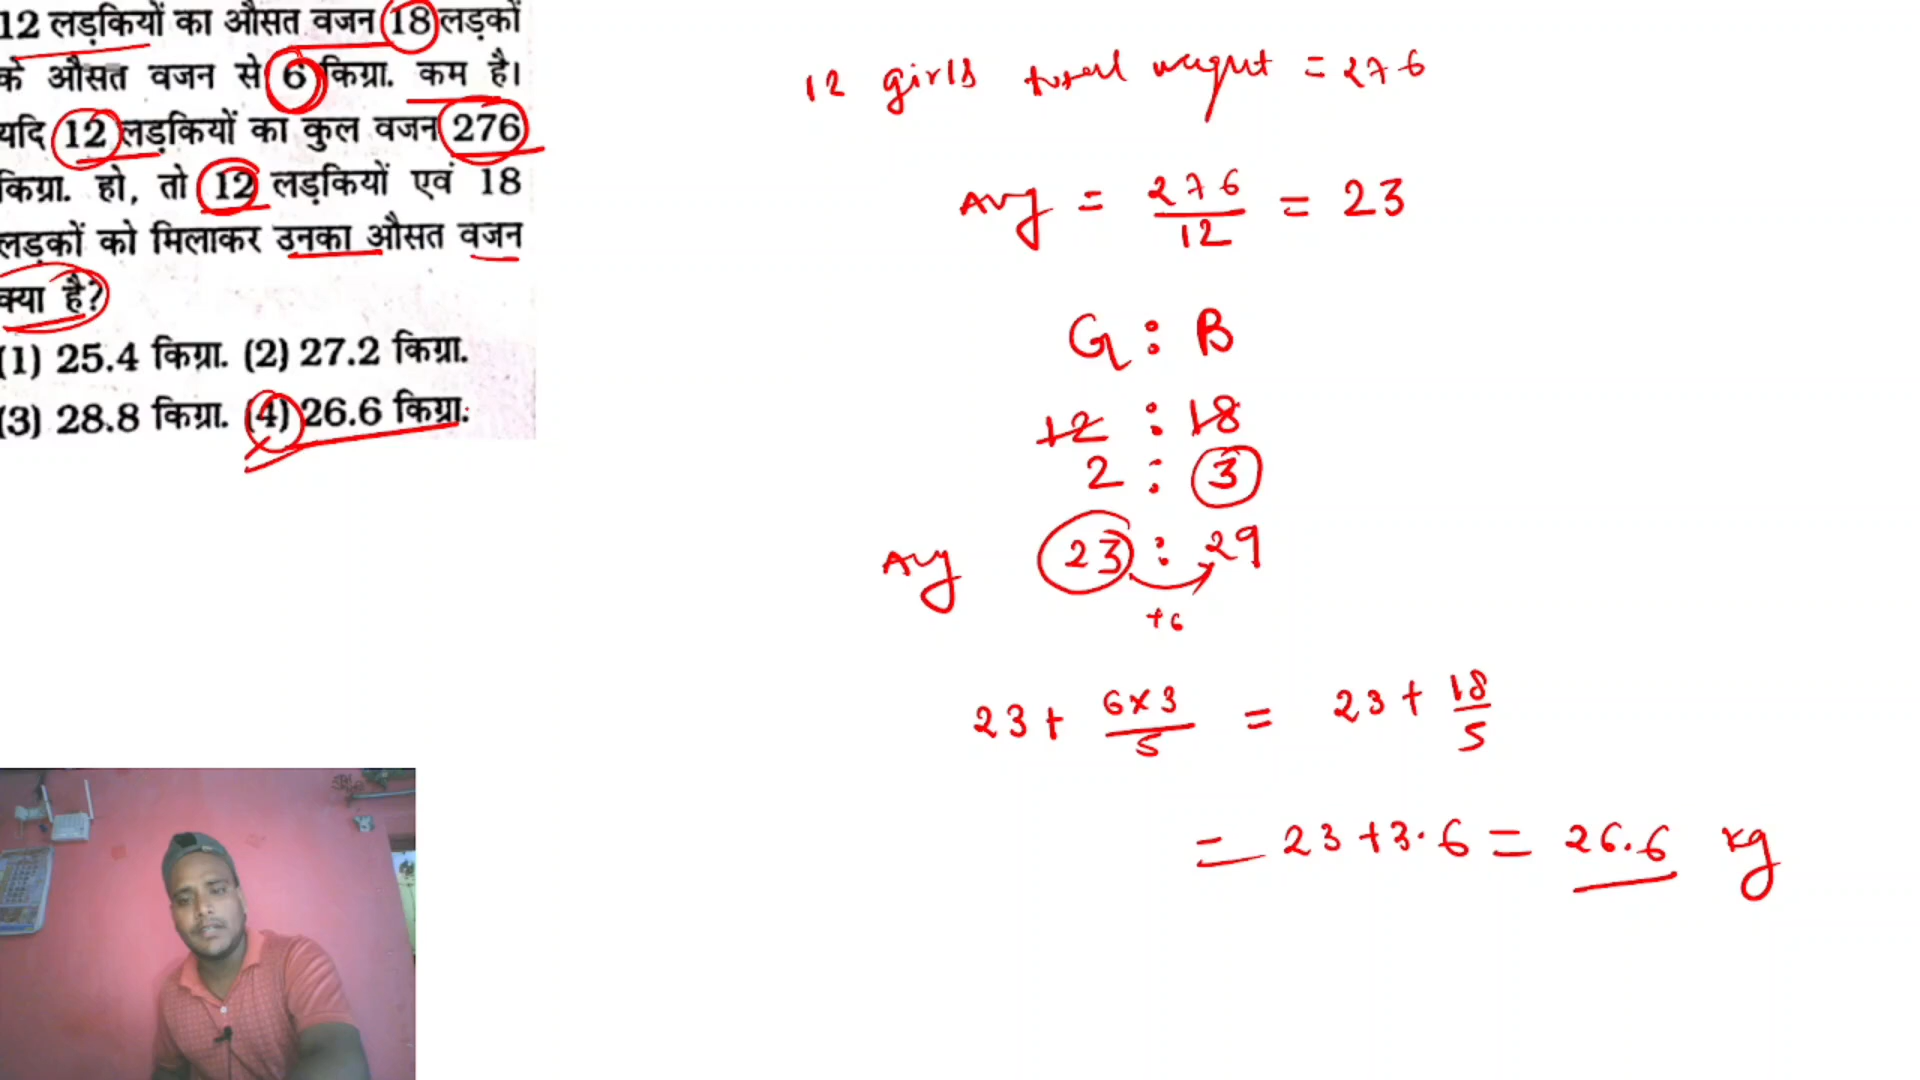 12 लड़कियों का औसत वजन 18 लड़कों
के औसत वजन से 6 किग्रा. कम है।
यदि 12 लड़कियों का कुल वजन 276
किग्रा. हो, तो 12 लड़कियों एवं 18
लड़कों को मिलाकर उनका औसत वजन
क्या है?
(1) 25.4 किग्रा. (2) 27.2 किग्रा.
(3) 28.8 किग्रा. (4) 26.6 किग्रा.
12 girls total = 276
Avg = 276/12 = 23
G : B
12 : 18
2 : 3
Avg 23 : 29
+6
23 + 6×3/5 = 23 + 18/5
= 23 + 3.6 = 26.6 kg